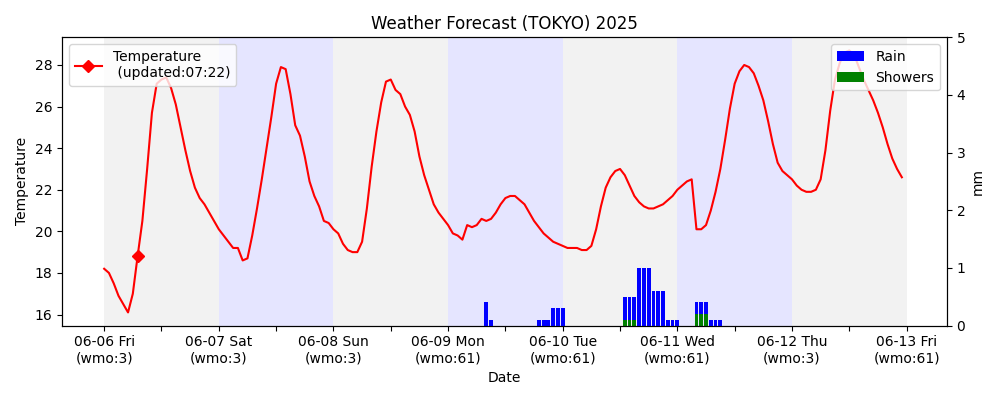 Weather Forecast (TOKYO) 2025
Temperature
(updated:07:22)
Rain
Showers
Temperature
28
26
24
22
20
18
16
5
4
3
2
1
0
mm
06-06 Fri
(wmo:3)
06-07 Sat
(wmo:3)
06-08 Sun
(wmo:3)
06-09 Mon
(wmo:61)
06-10 Tue
(wmo:61)
06-11 Wed
(wmo:61)
06-12 Thu
(wmo:3)
06-13 Fri
(wmo:61)
Date